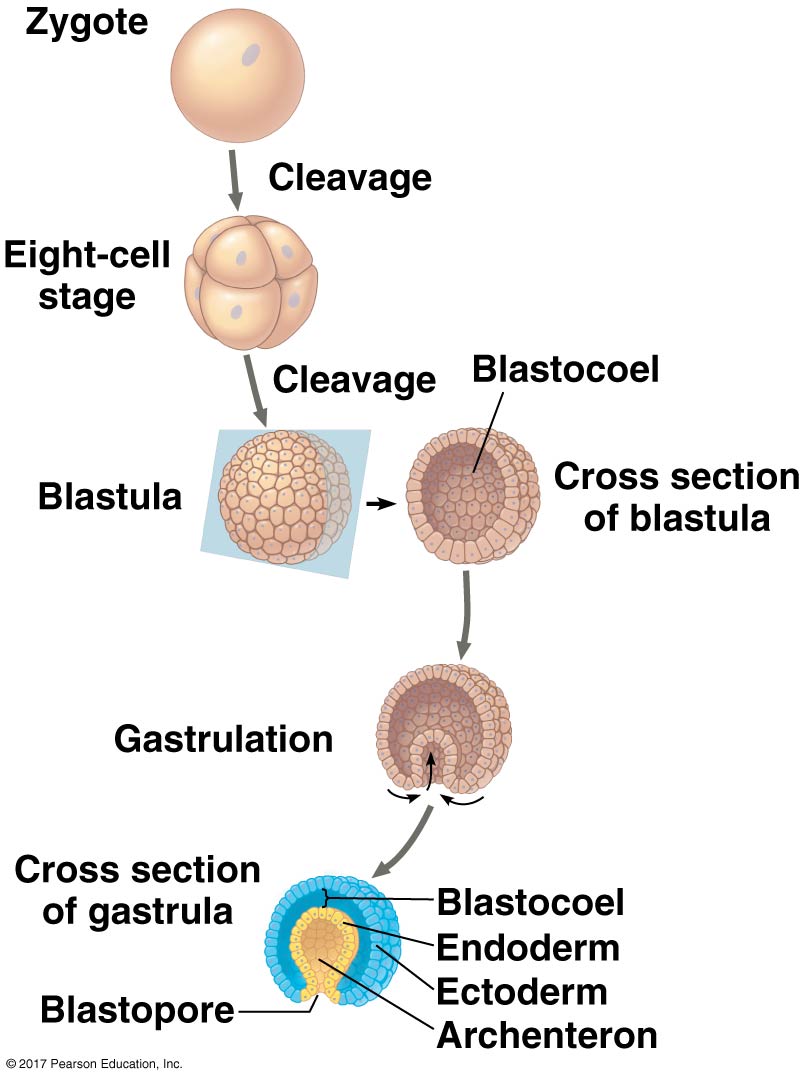 Zygote
Cleavage
Eight-cell
stage
Cleavage
Blastocoel
Blastula
Cross section
of blastula
Gastrulation
Cross section
of gastrula
Blastocoel
Endoderm
Ectoderm
Blastopore
Archenteron
© 2017 Pearson Education, Inc.